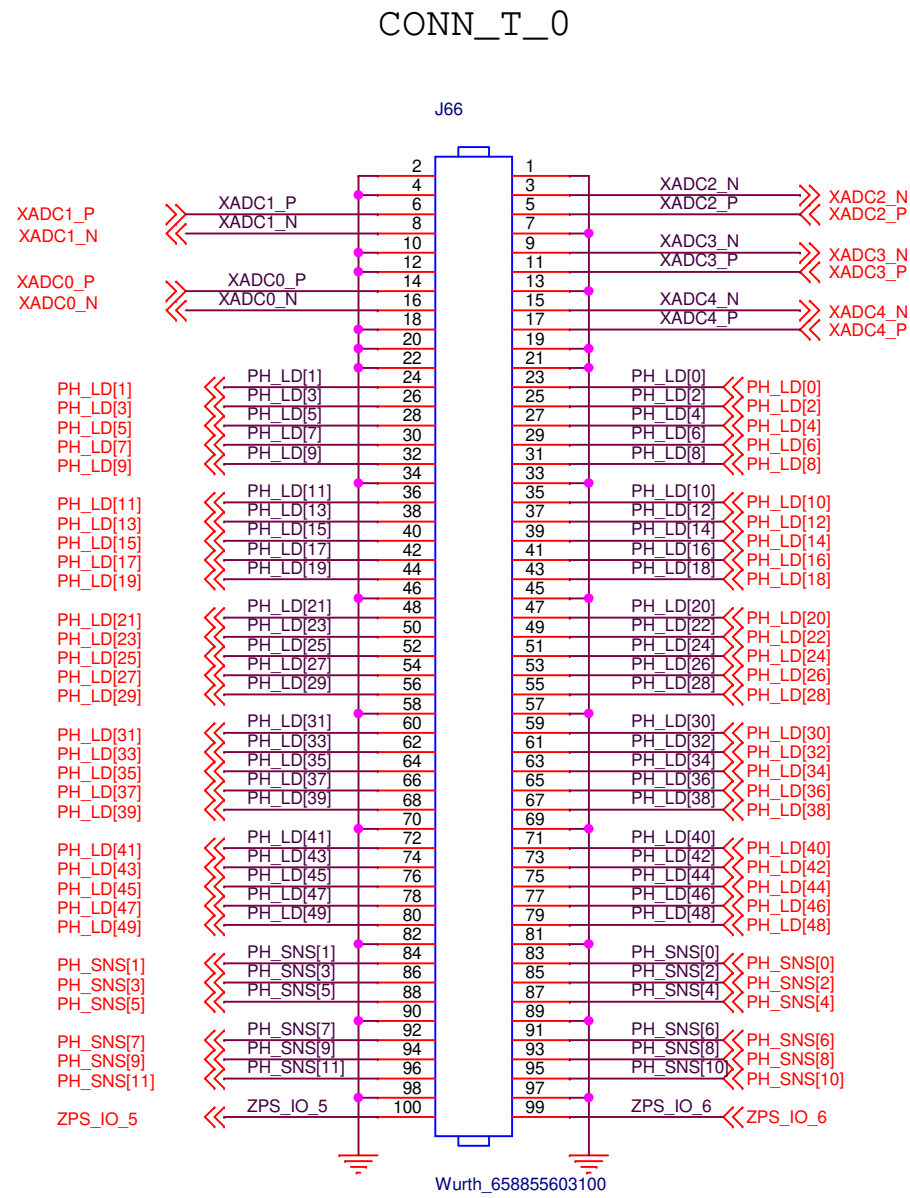 CONN_T_0
J66
2 1
4 3 XADC2_N XADC2_N
XADC1_P XADC1_P 6 5 XADC2_P XADC2_P
XADC1_N XADC1_N 8 7
10 9 XADC3_N XADC3_N
12 11 XADC3_P XADC3_P
XADC0_P XADC0_P 14 13
XADC0_N XADC0_N 16 15 XADC4_N XADC4_N
18 17 XADC4_P XADC4_P
20 19
22 21
PH_LD[1] PH_LD[1] 24 23 PH_LD[0] PH_LD[0]
PH_LD[3] PH_LD[3] 26 25 PH_LD[2] PH_LD[2]
PH_LD[5] PH_LD[5] 28 27 PH_LD[4] PH_LD[4]
PH_LD[7] PH_LD[7] 30 29 PH_LD[6] PH_LD[6]
PH_LD[9] PH_LD[9] 32 31 PH_LD[8] PH_LD[8]
34 33
PH_LD[11] PH_LD[11] 36 35 PH_LD[10] PH_LD[10]
PH_LD[13] PH_LD[13] 38 37 PH_LD[12] PH_LD[12]
PH_LD[15] PH_LD[15] 40 39 PH_LD[14] PH_LD[14]
PH_LD[17] PH_LD[17] 42 41 PH_LD[16] PH_LD[16]
PH_LD[19] PH_LD[19] 44 43 PH_LD[18] PH_LD[18]
46 45
PH_LD[21] PH_LD[21] 48 47 PH_LD[20] PH_LD[20]
PH_LD[23] PH_LD[23] 50 49 PH_LD[22] PH_LD[22]
PH_LD[25] PH_LD[25] 52 51 PH_LD[24] PH_LD[24]
PH_LD[27] PH_LD[27] 54 53 PH_LD[26] PH_LD[26]
PH_LD[29] PH_LD[29] 56 55 PH_LD[28] PH_LD[28]
58 57
PH_LD[31] PH_LD[31] 60 59 PH_LD[30] PH_LD[30]
PH_LD[33] PH_LD[33] 62 61 PH_LD[32] PH_LD[32]
PH_LD[35] PH_LD[35] 64 63 PH_LD[34] PH_LD[34]
PH_LD[37] PH_LD[37] 66 65 PH_LD[36] PH_LD[36]
PH_LD[39] PH_LD[39] 68 67 PH_LD[38] PH_LD[38]
70 69
PH_LD[41] PH_LD[41] 72 71 PH_LD[40] PH_LD[40]
PH_LD[43] PH_LD[43] 74 73 PH_LD[42] PH_LD[42]
PH_LD[45] PH_LD[45] 76 75 PH_LD[44] PH_LD[44]
PH_LD[47] PH_LD[47] 78 77 PH_LD[46] PH_LD[46]
PH_LD[49] PH_LD[49] 80 79 PH_LD[48] PH_LD[48]
82 81
PH_SNS[1] PH_SNS[1] 84 83 PH_SNS[0] PH_SNS[0]
PH_SNS[3] PH_SNS[3] 86 85 PH_SNS[2] PH_SNS[2]
PH_SNS[5] PH_SNS[5] 88 87 PH_SNS[4] PH_SNS[4]
90 89
PH_SNS[7] PH_SNS[7] 92 91 PH_SNS[6] PH_SNS[6]
PH_SNS[9] PH_SNS[9] 94 93 PH_SNS[8] PH_SNS[8]
PH_SNS[11] PH_SNS[11] 96 95 PH_SNS[10] PH_SNS[10]
98 97
ZPS_IO_5 ZPS_IO_5 100 99 ZPS_IO_6 ZPS_IO_6
Wurth_658855603100